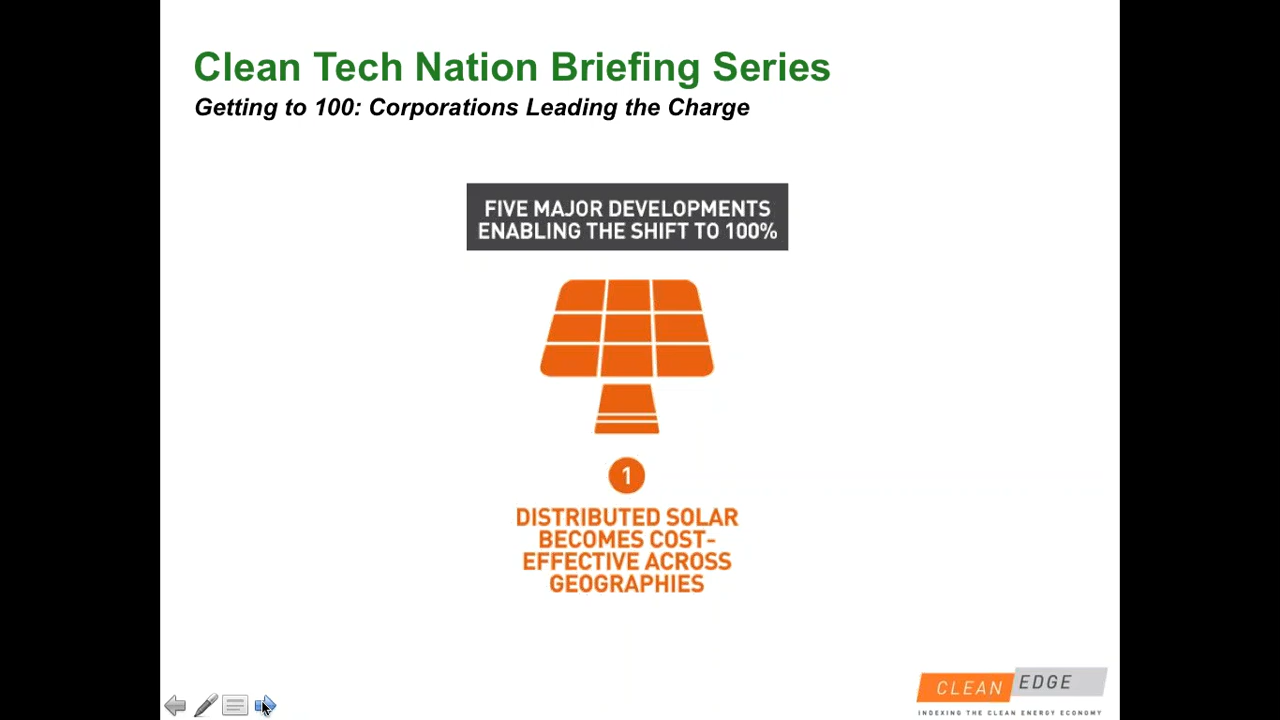 Clean Tech Nation Briefing Series
Getting to 100: Corporations Leading the Charge
FIVE MAJOR DEVELOPMENTS
ENABLING THE SHIFT TO 100%
1
DISTRIBUTED SOLAR
BECOMES COST-
EFFECTIVE ACROSS
GEOGRAPHIES
CLEAN EDGE
INDEXING THE CLEAN ENERGY ECONOMY